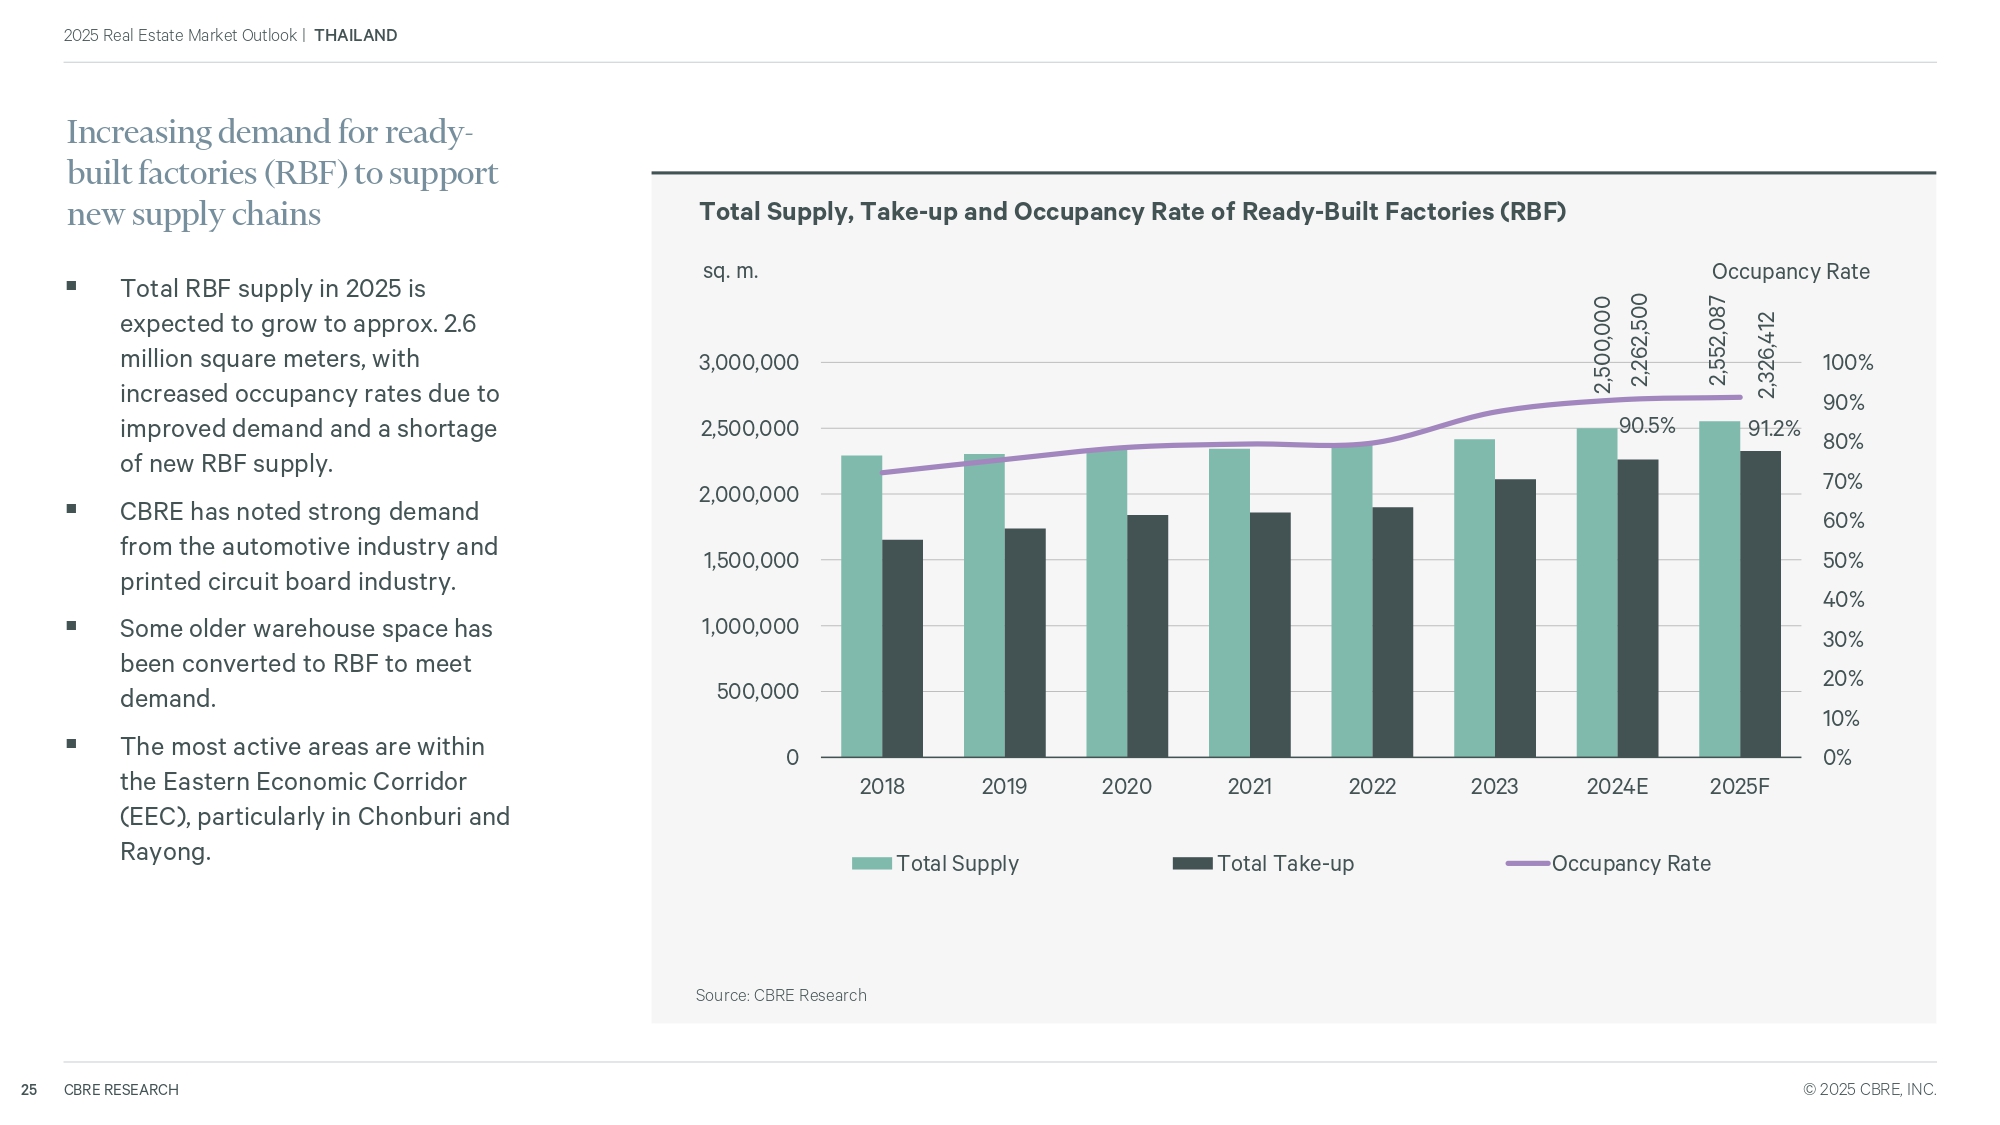 2025 Real Estate Market Outlook | THAILAND
Increasing demand for ready-
built factories (RBF) to support
new supply chains
■ Total RBF supply in 2025 is
expected to grow to approx. 2.6
million square meters, with
increased occupancy rates due to
improved demand and a shortage
of new RBF supply.
■ CBRE has noted strong demand
from the automotive industry and
printed circuit board industry.
■ Some older warehouse space has
been converted to RBF to meet
demand.
■ The most active areas are within
the Eastern Economic Corridor
(EEC), particularly in Chonburi and
Rayong.
Total Supply, Take-up and Occupancy Rate of Ready-Built Factories (RBF)
sq. m.
Occupancy Rate
2,500,000
2,262,500
2,552,087
2,326,412
90.5%
91.2%
3,000,000
2,500,000
2,000,000
1,500,000
1,000,000
500,000
0
100%
90%
80%
70%
60%
50%
40%
30%
20%
10%
0%
2018 2019 2020 2021 2022 2023 2024E 2025F
Total Supply Total Take-up Occupancy Rate
Source: CBRE Research
25 CBRE RESEARCH © 2025 CBRE, INC.